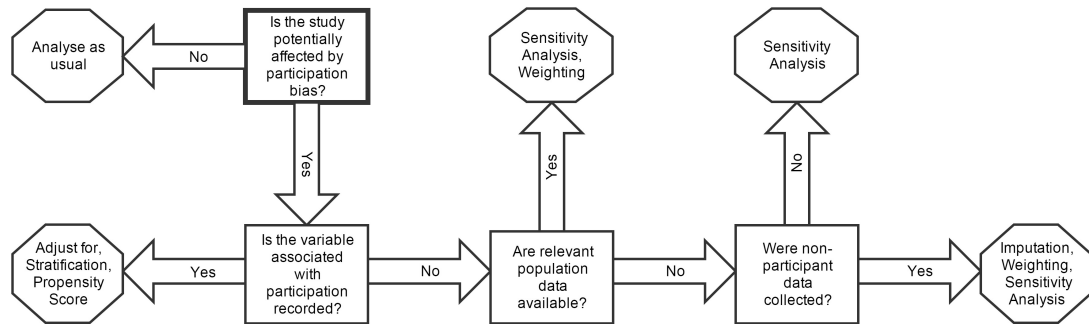 Is the study
potentially
affected by
participation
bias?
No
Analyse as
usual
Yes
Is the variable
associated
with
participation
recorded?
Yes
Adjust for,
Stratification,
Propensity
Score
No
Are relevant
population
data
available?
Yes
Sensitivity
Analysis,
Weighting
No
Were non-
participant
data
collected?
No
Sensitivity
Analysis
Yes
Imputation,
Weighting,
Sensitivity
Analysis